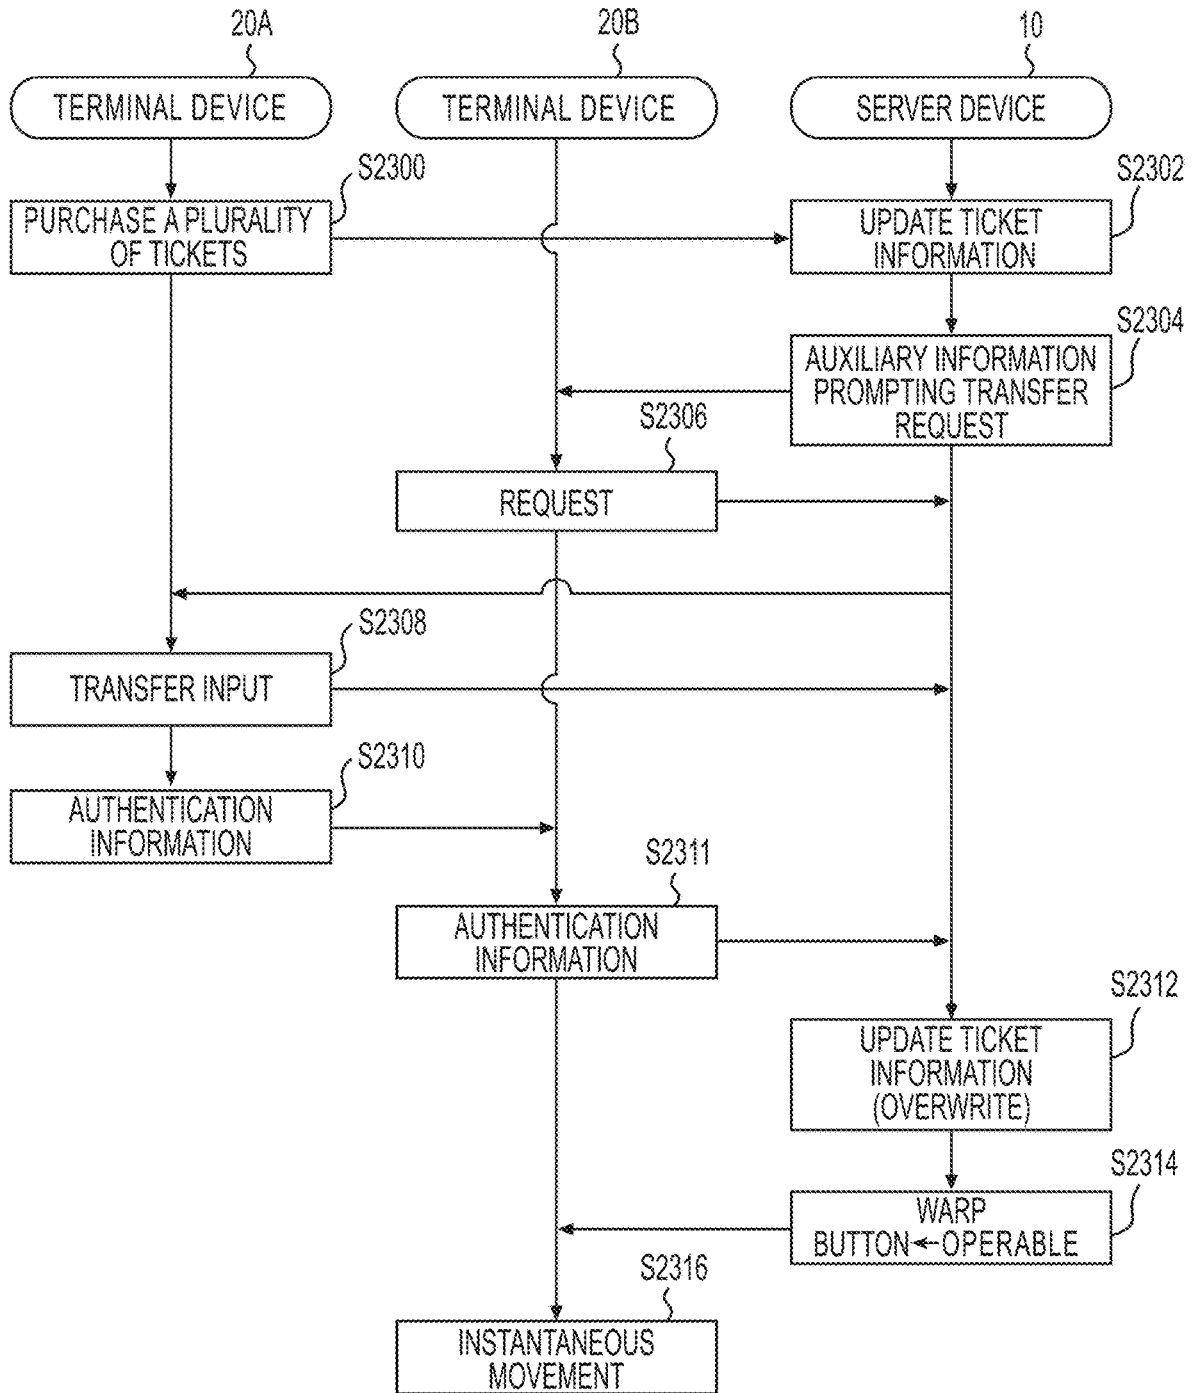 20A
20B
10
TERMINAL DEVICE
TERMINAL DEVICE
SERVER DEVICE
S2300
PURCHASE A PLURALITY
OF TICKETS
S2302
UPDATE TICKET
INFORMATION
S2304
AUXILIARY INFORMATION
PROMPTING TRANSFER
REQUEST
S2306
REQUEST
S2308
TRANSFER INPUT
S2310
AUTHENTICATION
INFORMATION
S2311
AUTHENTICATION
INFORMATION
S2312
UPDATE TICKET
INFORMATION
(OVERWRITE)
S2314
WARP
BUTTON←OPERABLE
S2316
INSTANTANEOUS
MOVEMENT